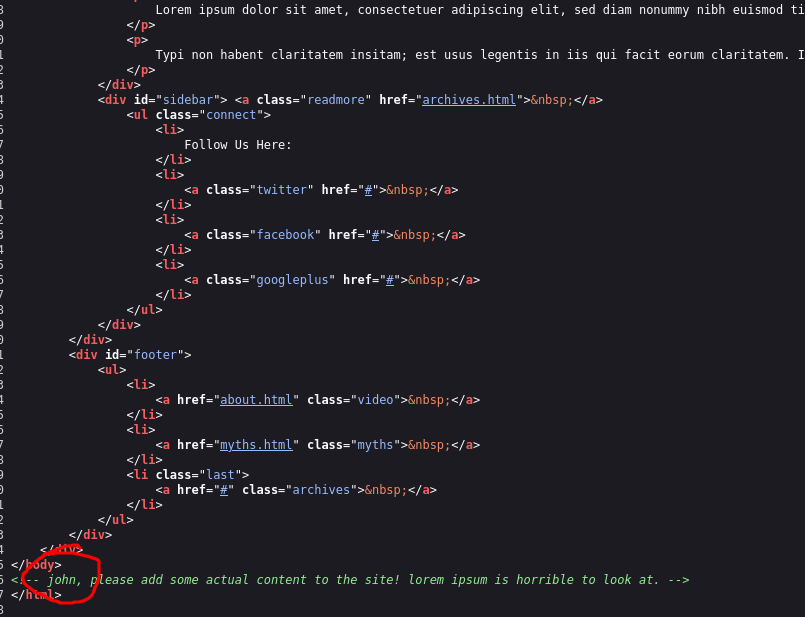 8 Lorem ipsum dolor sit amet, consectetuer adipiscing elit, sed diam nonummy nibh euismod ti
9 </p>
0 <p>
1 Typi non habent claritatem insitam; est usus legentis in iis qui facit eorum claritatem. I
2 </p>
3 </div>
4 <div id="sidebar"> <a class="readmore" href="archives.html">&nbsp;</a>
5 <ul class="connect">
6 <li>
7 Follow Us Here:
8 </li>
9 <li>
0 <a class="twitter" href="#">&nbsp;</a>
1 </li>
2 <li>
3 <a class="facebook" href="#">&nbsp;</a>
4 </li>
5 <li>
6 <a class="googleplus" href="#">&nbsp;</a>
7 </li>
8 </ul>
9 </div>
0 </div>
1 <div id="footer">
2 <ul>
3 <li>
4 <a href="about.html" class="video">&nbsp;</a>
5 </li>
6 <li>
7 <a href="myths.html" class="myths">&nbsp;</a>
8 </li>
9 <li class="last">
0 <a href="#" class="archives">&nbsp;</a>
1 </li>
2 </ul>
3 </div>
4 </div>
5 </body>
6 <!-- john, please add some actual content to the site! lorem ipsum is horrible to look at. -->
7 </html>
8